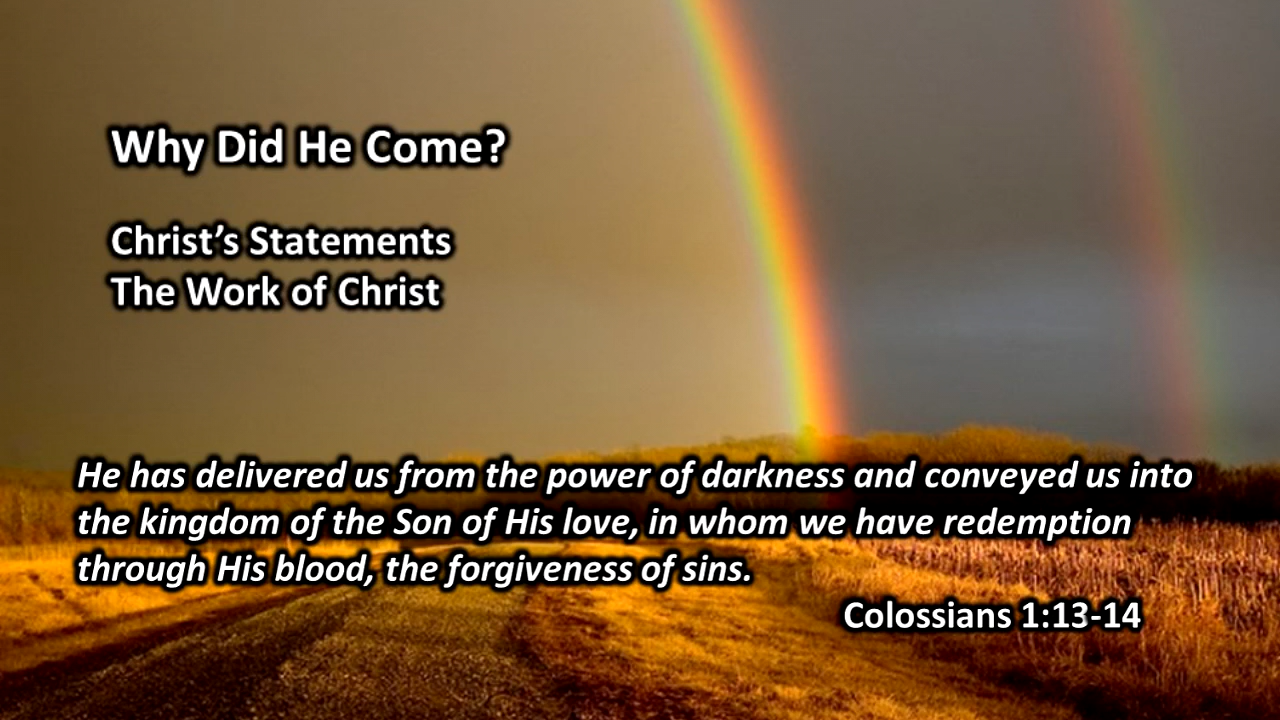 Why Did He Come?
Christ’s Statements
The Work of Christ
He has delivered us from the power of darkness and conveyed us into
the kingdom of the Son of His love, in whom we have redemption
through His blood, the forgiveness of sins.
Colossians 1:13-14